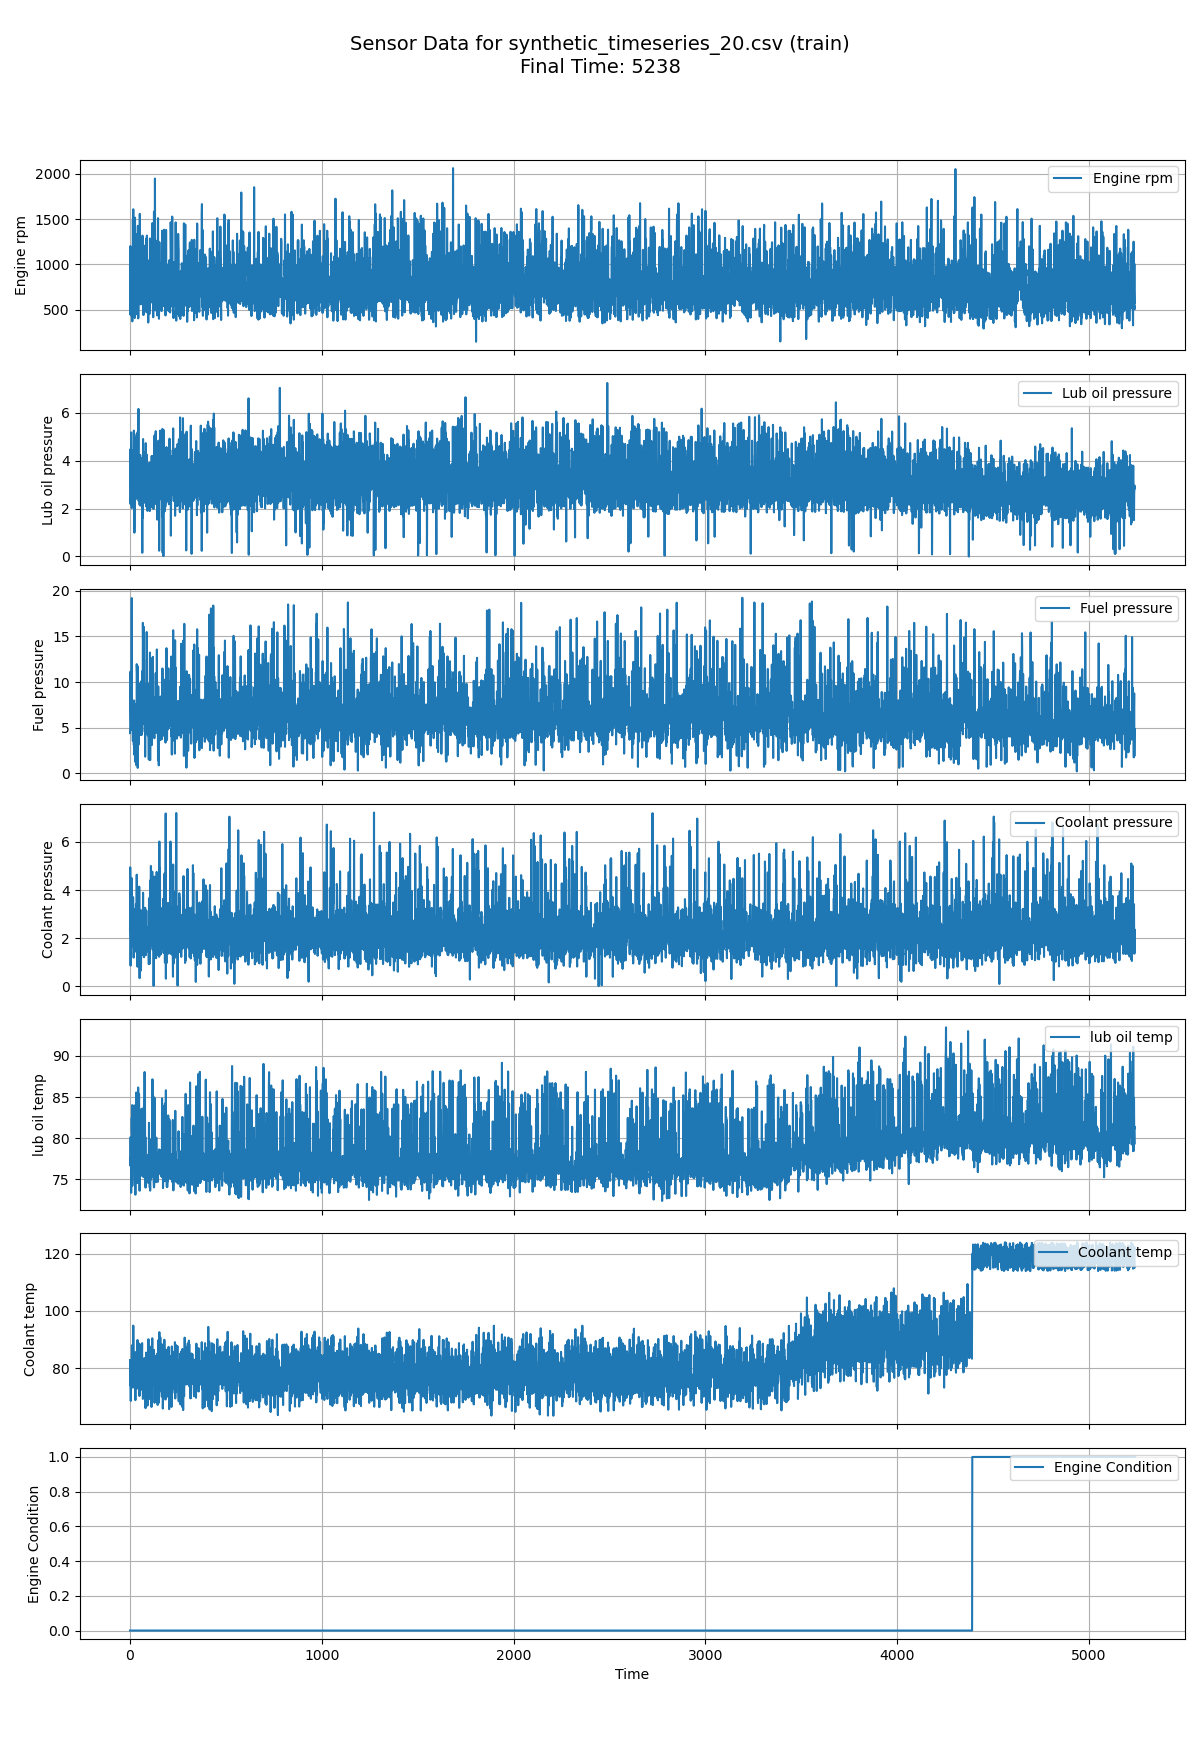 Sensor Data for synthetic_timeseries_20.csv (train)
Final Time: 5238
2000
1500
1000
500
Engine rpm
Engine rpm
6
4
2
0
Lub oil pressure
Lub oil pressure
20
15
10
5
0
Fuel pressure
Fuel pressure
6
4
2
0
Coolant pressure
Coolant pressure
90
85
80
75
lub oil temp
lub oil temp
120
100
80
Coolant temp
Coolant temp
1.0
0.8
0.6
0.4
0.2
0.0
Engine Condition
Engine Condition
0
1000
2000
3000
4000
5000
Time